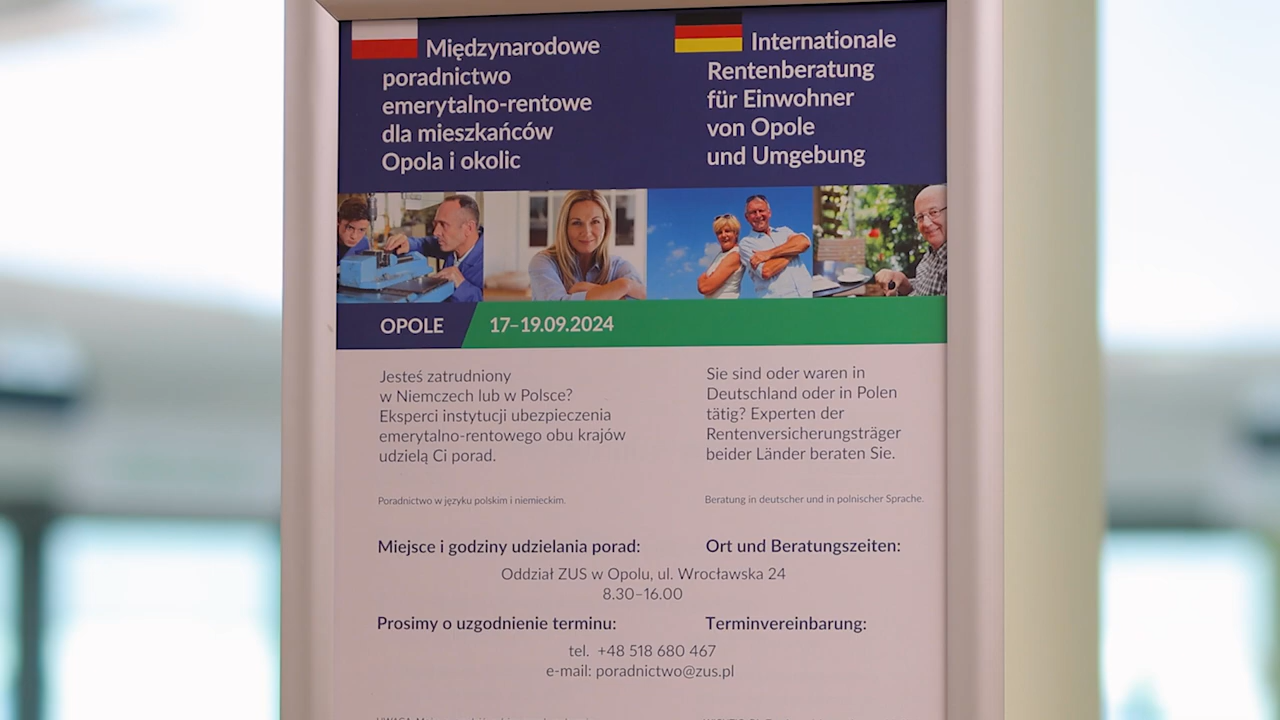 Międzynarodowe
poradnictwo
emerytalno-rentowe
dla mieszkańców
Opola i okolic
Internationale
Rentenberatung
für Einwohner
von Opole
und Umgebung
OPOLE
17–19.09.2024
Jesteś zatrudniony
w Niemczech lub w Polsce?
Eksperci instytucji ubezpieczenia
emerytalno-rentowego obu krajów
udzielą Ci porad.
Poradnictwo w języku polskim i niemieckim.
Sie sind oder waren in
Deutschland oder in Polen
tätig? Experten der
Rentenversicherungsträger
beider Länder beraten Sie.
Beratung in deutscher und in polnischer Sprache.
Miejsce i godziny udzielania porad:
Ort und Beratungszeiten:
Oddział ZUS w Opolu, ul. Wrocławska 24
8.30–16.00
Prosimy o uzgodnienie terminu:
Terminvereinbarung:
tel. +48 518 680 467
e-mail: poradnictwo@zus.pl